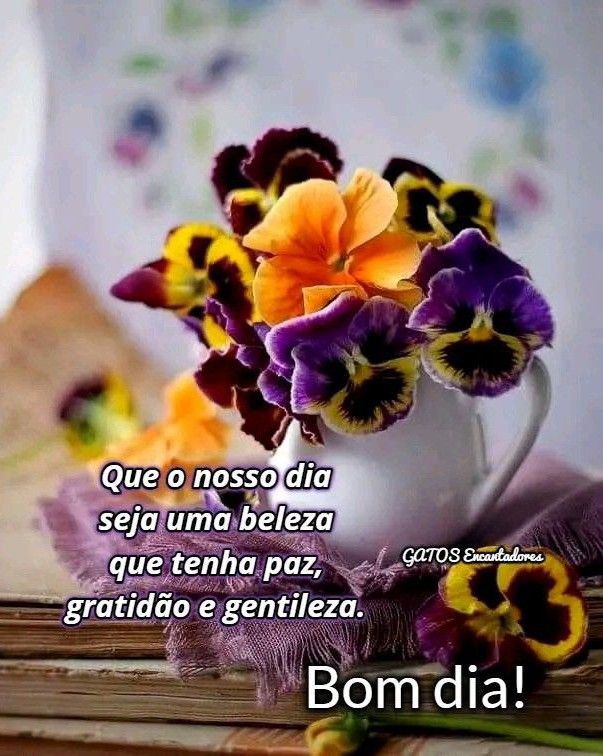 Que o nosso dia
seja uma beleza
que tenha paz,
gratidão e gentileza.
GATOS Encantadores
Bom dia!